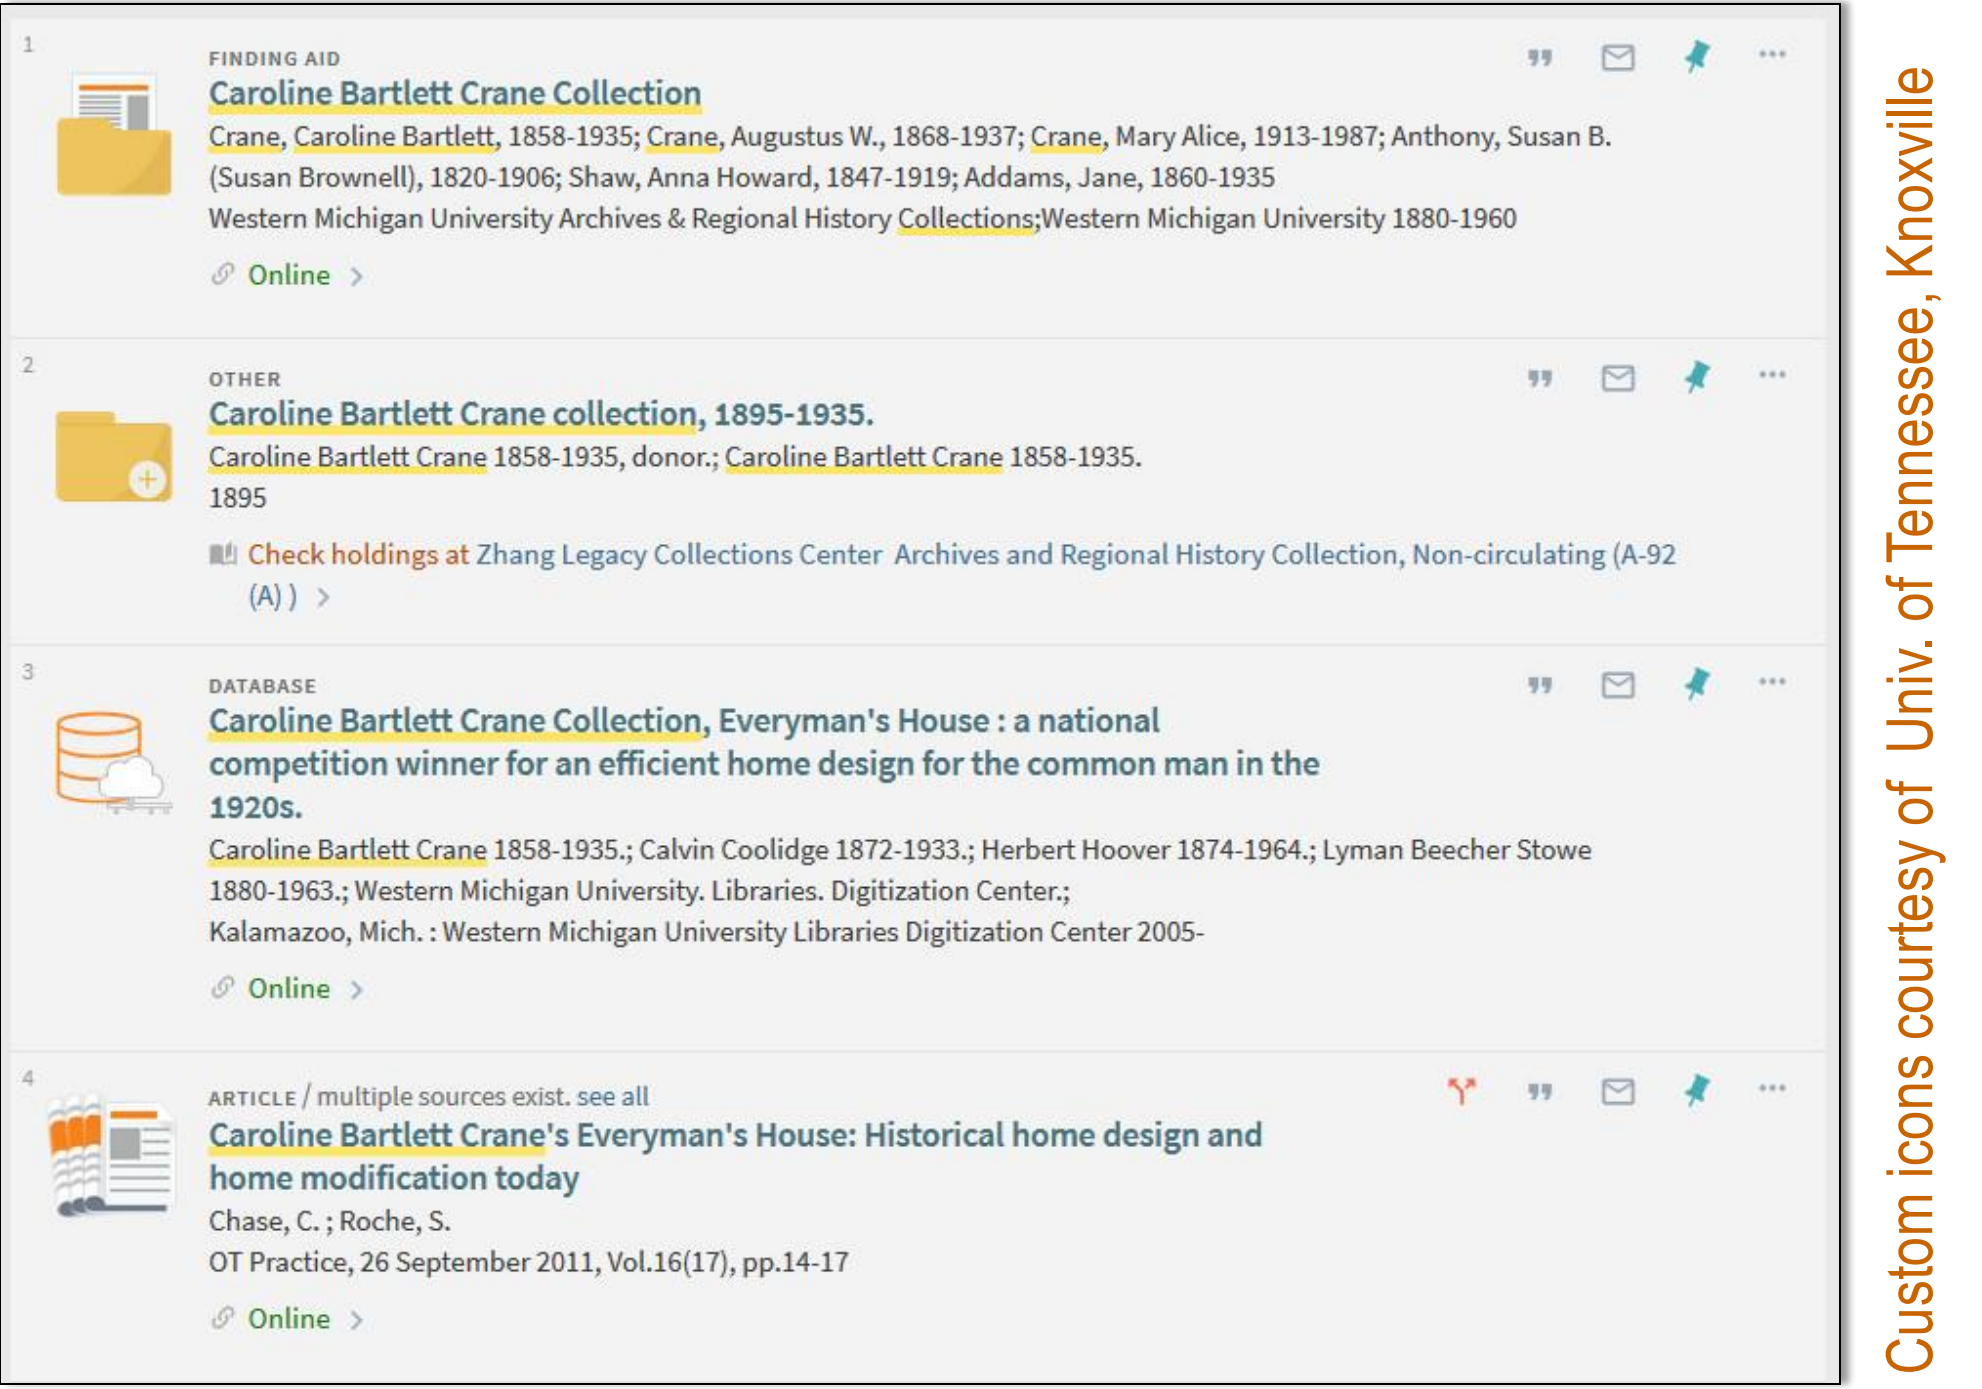 1
FINDING AID
Caroline Bartlett Crane Collection
Crane, Caroline Bartlett, 1858-1935; Crane, Augustus W., 1868-1937; Crane, Mary Alice, 1913-1987; Anthony, Susan B.
(Susan Brownell), 1820-1906; Shaw, Anna Howard, 1847-1919; Addams, Jane, 1860-1935
Western Michigan University Archives & Regional History Collections;Western Michigan University 1880-1960
Online
2
OTHER
Caroline Bartlett Crane collection, 1895-1935.
Caroline Bartlett Crane 1858-1935, donor.; Caroline Bartlett Crane 1858-1935.
1895
Check holdings at Zhang Legacy Collections Center Archives and Regional History Collection, Non-circulating (A-92
(A) )
3
DATABASE
Caroline Bartlett Crane Collection, Everyman's House : a national
competition winner for an efficient home design for the common man in the
1920s.
Caroline Bartlett Crane 1858-1935.; Calvin Coolidge 1872-1933.; Herbert Hoover 1874-1964.; Lyman Beecher Stowe
1880-1963.; Western Michigan University. Libraries. Digitization Center.;
Kalamazoo, Mich. : Western Michigan University Libraries Digitization Center 2005-
Online
4
ARTICLE / multiple sources exist. see all
Caroline Bartlett Crane's Everyman's House: Historical home design and
home modification today
Chase, C. ; Roche, S.
OT Practice, 26 September 2011, Vol.16(17), pp.14-17
Online
Custom icons courtesy of Univ. of Tennessee, Knoxville